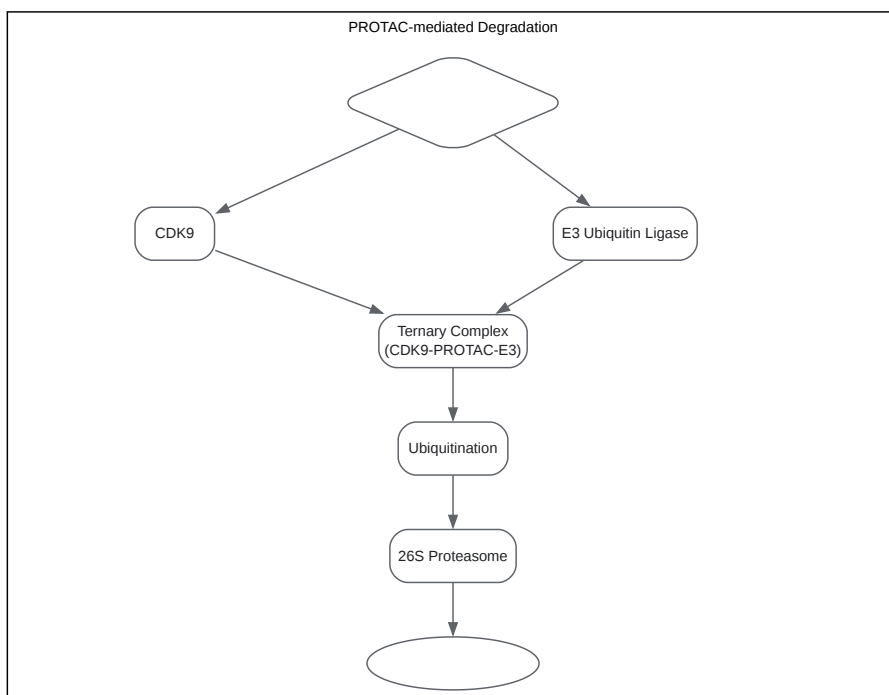 PROTAC-mediated Degradation
CDK9
E3 Ubiquitin Ligase
Ternary Complex
(CDK9-PROTAC-E3)
Ubiquitination
26S Proteasome